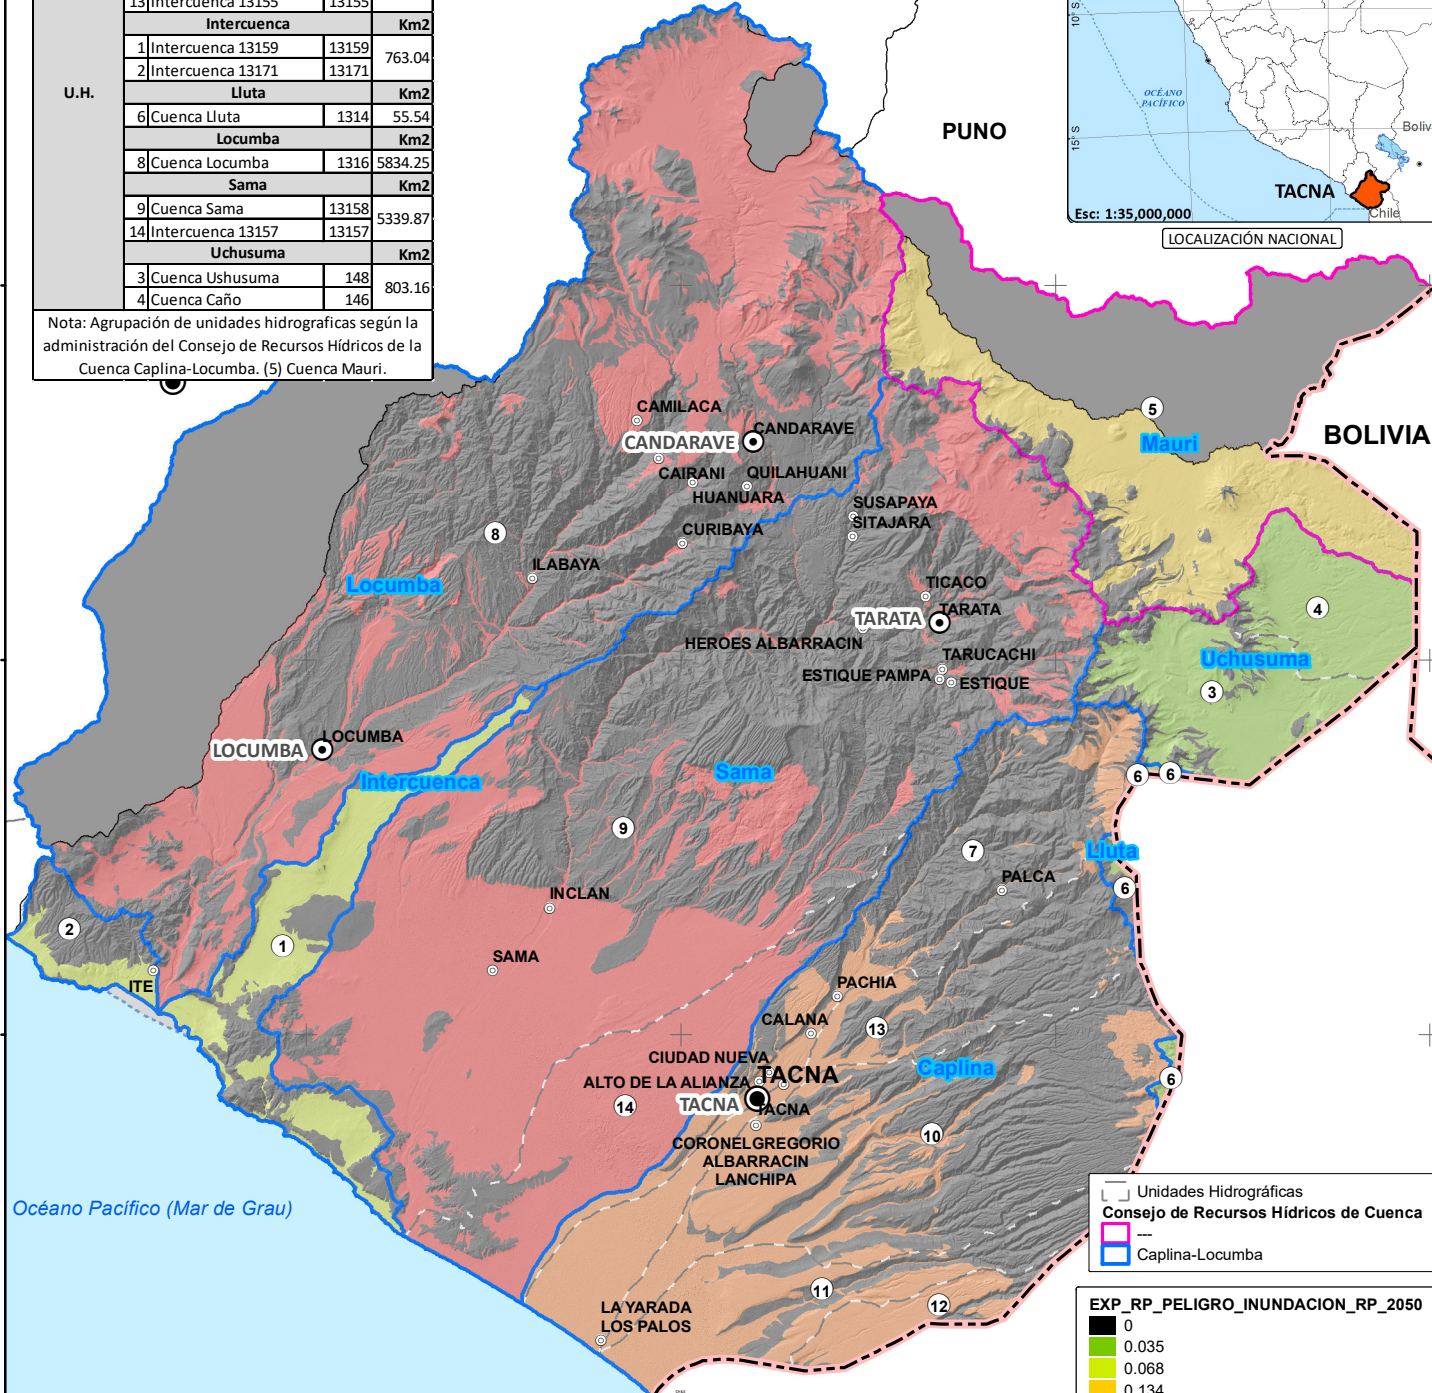 13 Intercuenca 13155 13155
Intercuenca Km2
1 Intercuenca 13159 13159
763.04
2 Intercuenca 13171 13171
U.H.
Lluta Km2
6 Cuenca Lluta 1314 55.54
Locumba Km2
8 Cuenca Locumba 1316 5834.25
Sama Km2
9 Cuenca Sama 13158
5339.87
14 Intercuenca 13157 13157
Uchusuma Km2
3 Cuenca Ushusuma 148
803.16
4 Cuenca Caño 146
Nota: Agrupación de unidades hidrograficas según la
administración del Consejo de Recursos Hídricos de la
Cuenca Caplina-Locumba. (5) Cuenca Mauri.
10° S
15° S
OCÉANO
PACÍFICO
Boliv
TACNA
Chile
Esc: 1:35,000,000
LOCALIZACIÓN NACIONAL
PUNO
BOLIVIA
5
Mauri
CAMILACA
CANDARAVE
CANDARAVE
CAIRANI
QUILAHUANI
HUANUARA
SUSAPAYA
SITAJARA
8
CURIBAYA
ILABAYA
Locumba
TICACO
TARATA
TARATA
4
HEROES ALBARRACIN
TARUCACHI
Uchusuma
ESTIQUE PAMPA
ESTIQUE
3
LOCUMBA
LOCUMBA
Intercuenca
Sama
6
6
9
7
Lluta
PALCA
6
INCLAN
2
1
SAMA
ITE
PACHIA
CALANA
13
CIUDAD NUEVA
Caplina
ALTO DE LA ALIANZA
TACNA
6
14
TACNA
TACNA
10
CORONEL GREGORIO
ALBARRACIN
LANCHIPA
Océano Pacífico (Mar de Grau)
11
12
LA YARADA
LOS PALOS
Unidades Hidrográficas
Consejo de Recursos Hídricos de Cuenca
---
Caplina-Locumba
EXP_RP_PELIGRO_INUNDACION_RP_2050
0
0.035
0.068
0.134